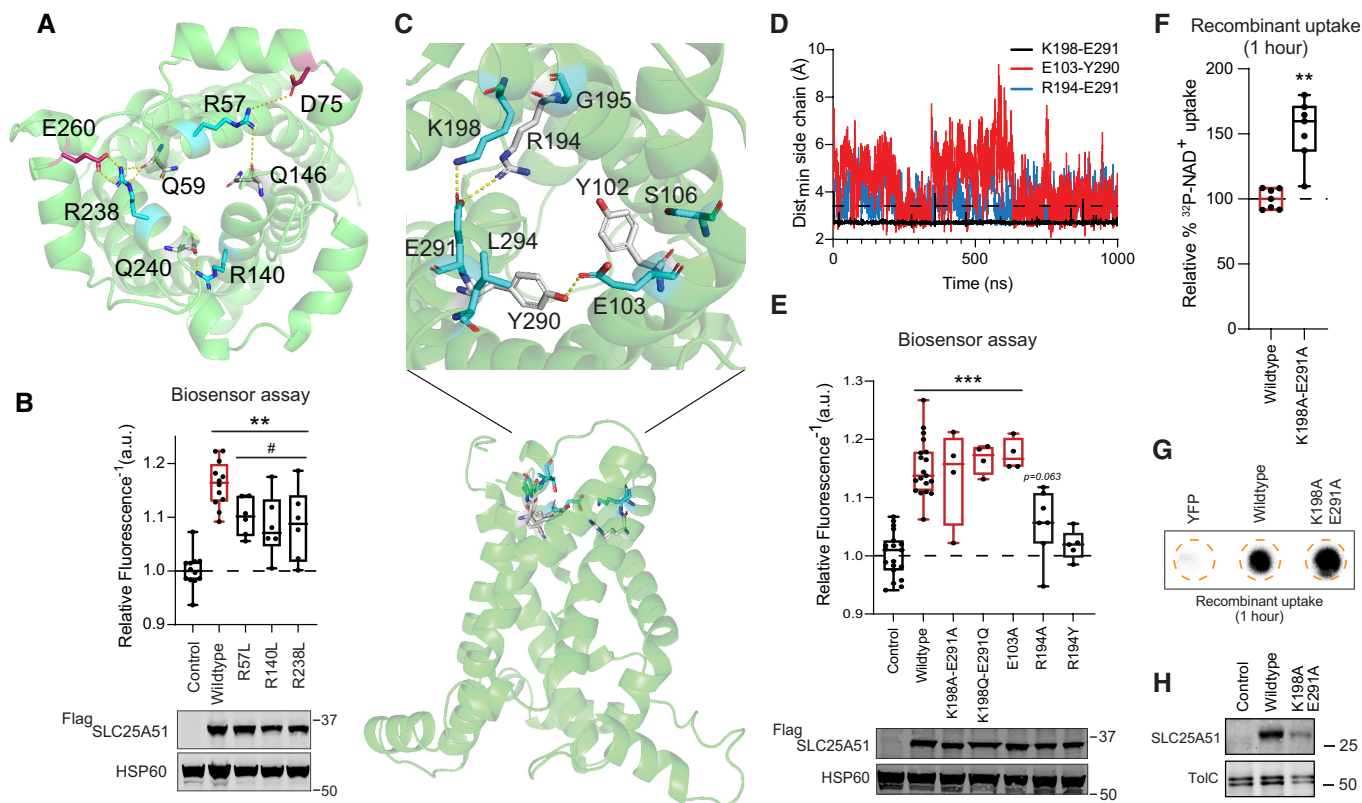 A
R57
D75
E260
Q59
Q146
R238
Q240
R140
B
Biosensor assay
Relative Fluorescence⁻¹(a.u.)
**
#
1.2
1.1
1.0
0.9
Control
Wildtype
R57L
R140L
R238L
Flag SLC25A51
HSP60
37
50
C
K198
G195
R194
Y102
S106
E291
L294
Y290
E103
D
Dist min side chain (Å)
10
8
6
4
2
K198-E291
E103-Y290
R194-E291
0
500
1000
Time (ns)
E
Biosensor assay
Relative Fluorescence⁻¹(a.u.)
***
p=0.063
1.3
1.2
1.1
1.0
0.9
Control
Wildtype
K198A-E291A
K198Q-E291Q
E103A
R194A
R194Y
Flag SLC25A51
HSP60
37
50
F
Recombinant uptake
(1 hour)
Relative % ³²P-NAD⁺ uptake
**
200
150
100
50
0
Wildtype
K198A-E291A
G
YFP
Wildtype
K198A
E291A
Recombinant uptake
(1 hour)
H
Control
Wildtype
K198A
E291A
SLC25A51
TolC
25
50